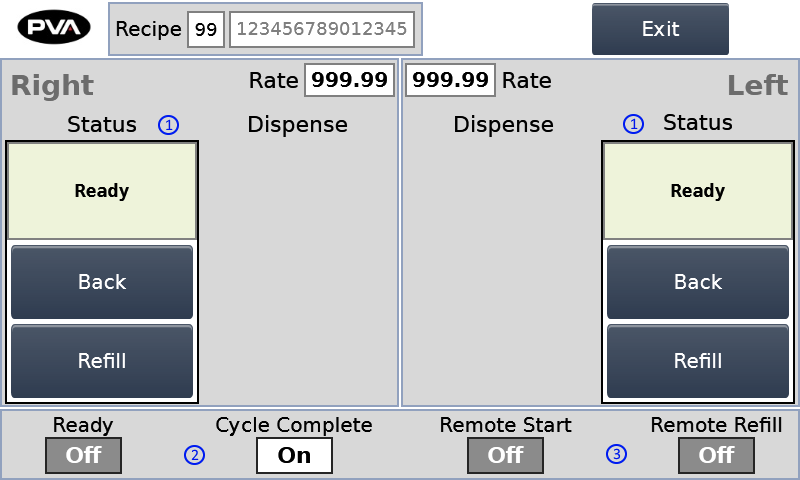 PVA
Recipe 99 123456789012345
Exit
Right
Rate 999.99
Status 1
Dispense
Ready
Back
Refill
999.99 Rate
Left
Dispense
1 Status
Ready
Back
Refill
Ready
Off
2
Cycle Complete
On
Remote Start
Off
3
Remote Refill
Off